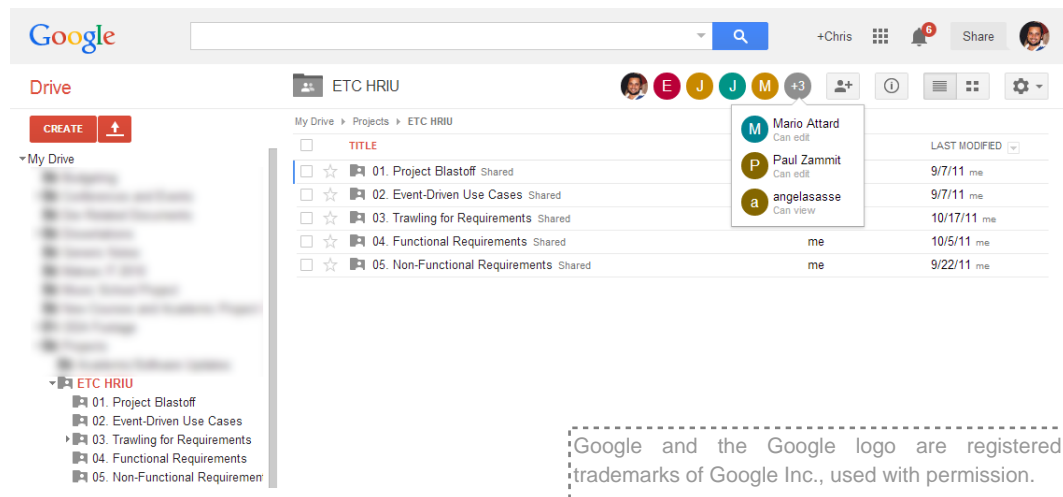 Google
+Chris
6
Share
Drive
ETC HRIU
E J J M +3
CREATE
My Drive ▸ Projects ▸ ETC HRIU
TITLE
LAST MODIFIED
M Mario Attard
Can edit
P Paul Zammit
Can edit
a angelasasse
Can view
01. Project Blastoff Shared
9/7/11 me
02. Event-Driven Use Cases Shared
9/7/11 me
03. Trawling for Requirements Shared
10/17/11 me
04. Functional Requirements Shared
me
10/5/11 me
05. Non-Functional Requirements Shared
me
9/22/11 me
My Drive
ETC HRIU
01. Project Blastoff
02. Event-Driven Use Cases
03. Trawling for Requirements
04. Functional Requirements
05. Non-Functional Requiremen
Google and the Google logo are registered
trademarks of Google Inc., used with permission.